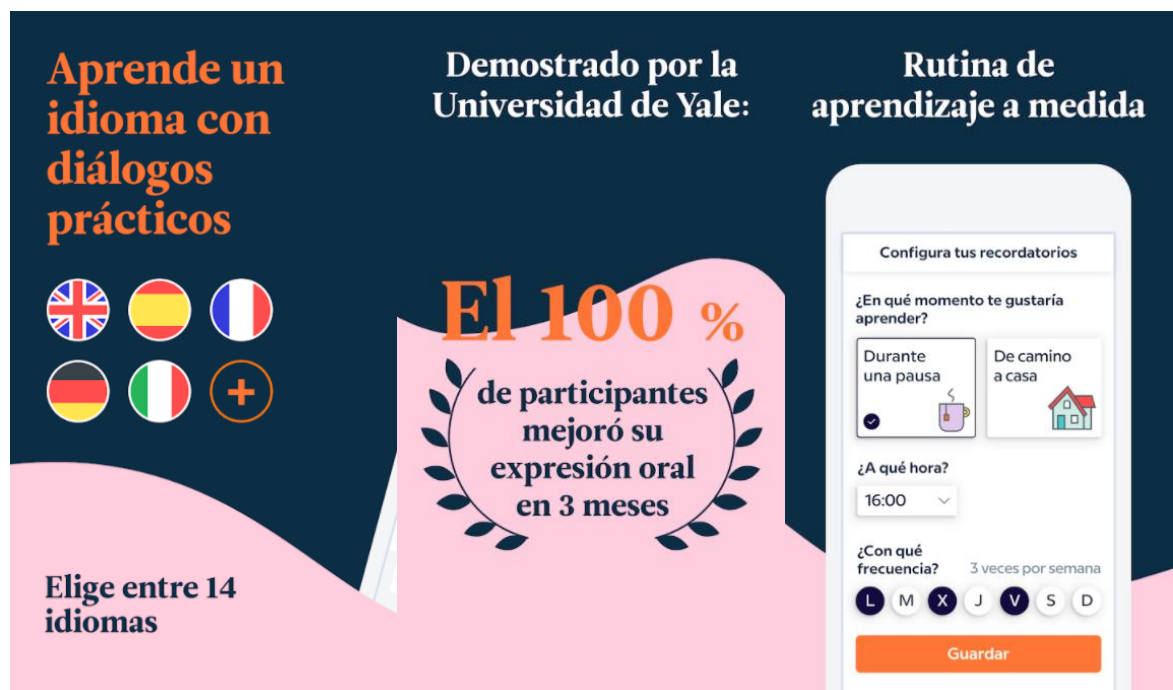 Aprende un
idioma con
diálogos
prácticos
Elige entre 14
idiomas
Demostrado por la
Universidad de Yale:
El 100 %
de participantes
mejoró su
expresión oral
en 3 meses
Rutina de
aprendizaje a medida
Configura tus recordatorios
¿En qué momento te gustaría
aprender?
Durante
una pausa
De camino
a casa
¿A qué hora?
16:00
¿Con qué
frecuencia? 3 veces por semana
L M X J V S D
Guardar